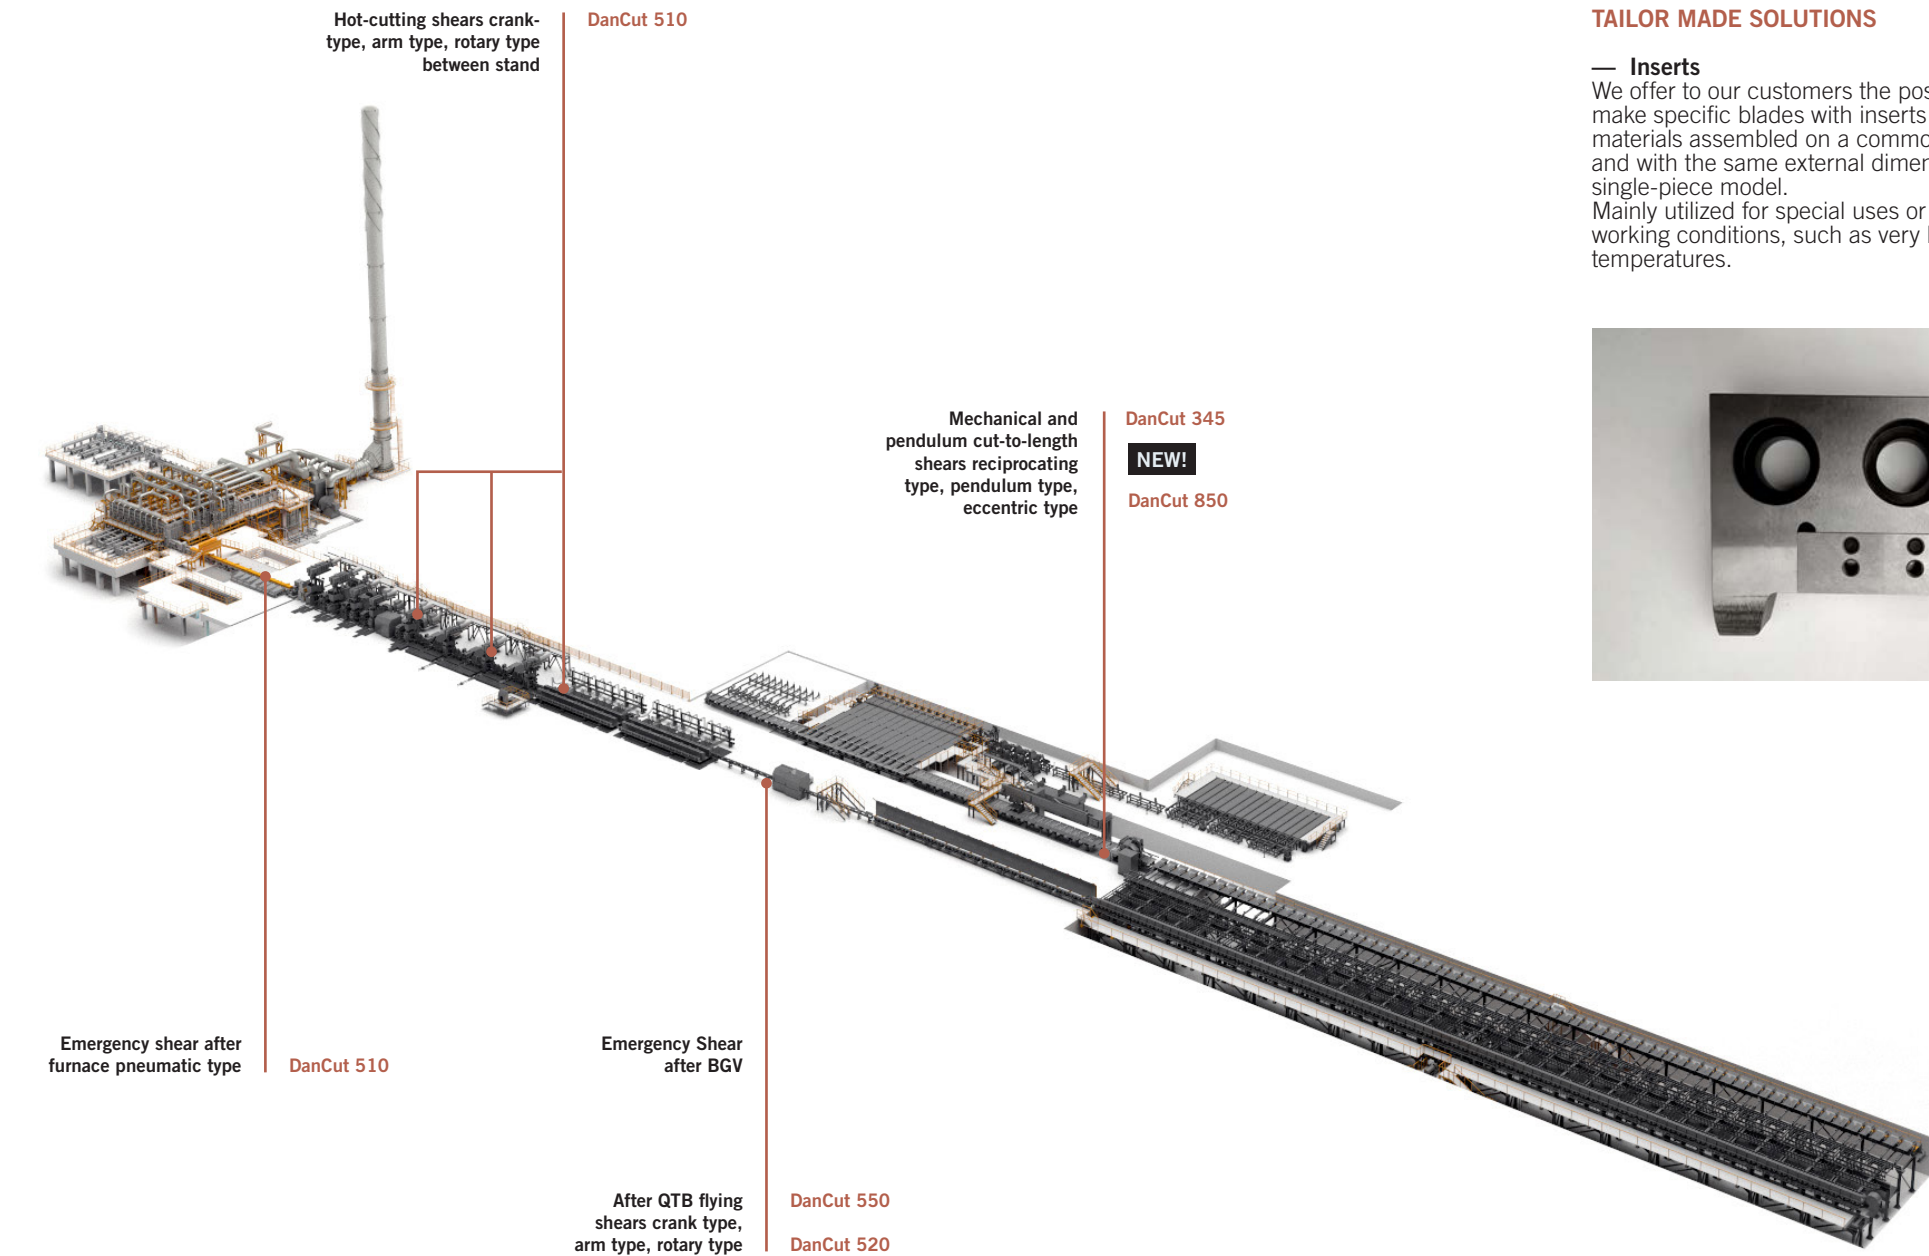 Hot-cutting shears crank-
type, arm type, rotary type
between stand
DanCut 510
Mechanical and
pendulum cut-to-length
shears reciprocating
type, pendulum type,
eccentric type
DanCut 345
NEW!
DanCut 850
Emergency shear after
furnace pneumatic type
DanCut 510
Emergency Shear
after BGV
After QTB flying
shears crank type,
arm type, rotary type
DanCut 550
DanCut 520
TAILOR MADE SOLUTIONS
— Inserts
We offer to our customers the
make specific blades with inserts
materials assembled on a
and with the same external
single-piece model.
Mainly utilized for special uses or
working conditions, such as very
temperatures.